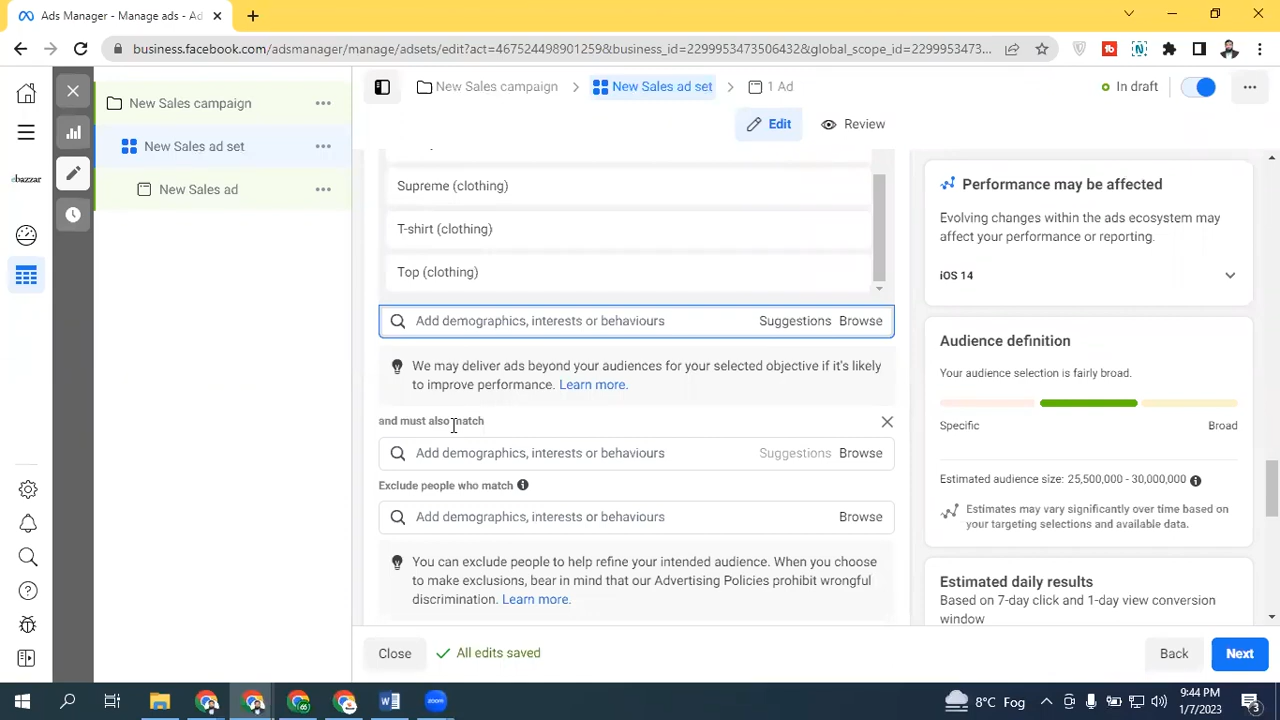 Ads Manager - Manage ads - Ad
business.facebook.com/adsmanager/manage/adsets/edit?act=467524498901259&business_id=2299953473506432&global_scope_id=2299953473...
New Sales campaign
New Sales ad set
1 Ad
In draft
Edit
Review
ebazzar
New Sales campaign
New Sales ad set
New Sales ad
Supreme (clothing)
T-shirt (clothing)
Top (clothing)
Add demographics, interests or behaviours
Suggestions
Browse
We may deliver ads beyond your audiences for your selected objective if it's likely
to improve performance. Learn more.
and must also match
Add demographics, interests or behaviours
Suggestions
Browse
Exclude people who match
Add demographics, interests or behaviours
Browse
You can exclude people to help refine your intended audience. When you choose
to make exclusions, bear in mind that our Advertising Policies prohibit wrongful
discrimination. Learn more.
Performance may be affected
Evolving changes within the ads ecosystem may
affect your performance or reporting.
iOS 14
Audience definition
Your audience selection is fairly broad.
Specific
Broad
Estimated audience size: 25,500,000 - 30,000,000
Estimates may vary significantly over time based on
your targeting selections and available data.
Estimated daily results
Based on 7-day click and 1-day view conversion
window
Close
All edits saved
Back
Next
8°C Fog
9:44 PM
1/7/2023
3